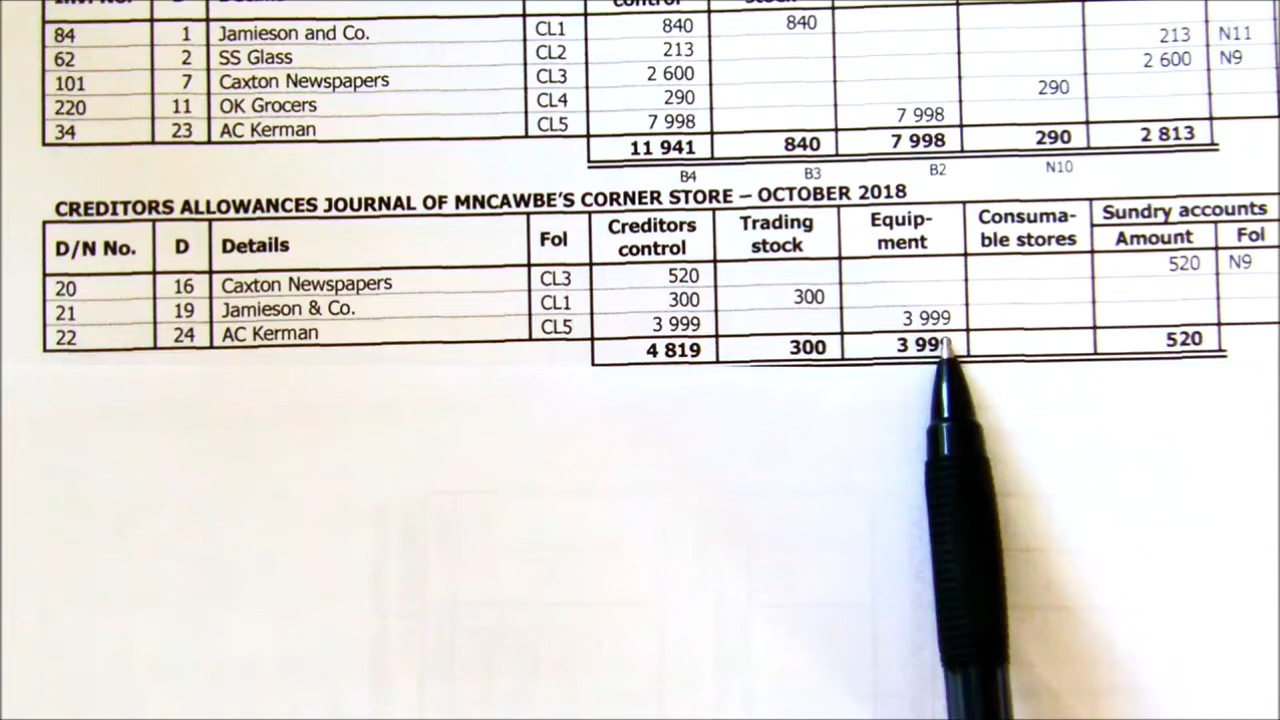 84 1 Jamieson and Co. CL1 840 840
62 2 SS Glass CL2 213 213 N11
101 7 Caxton Newspapers CL3 2 600 2 600 N9
220 11 OK Grocers CL4 290 290
34 23 AC Kerman CL5 7 998 7 998
11 941 840 7 998 290 2 813
B4 B3 B2 N10
CREDITORS ALLOWANCES JOURNAL OF MNCAWBE'S CORNER STORE – OCTOBER 2018
D/N No. D Details Fol Creditors control Trading stock Equip-ment Consuma-ble stores Sundry accounts Amount Fol
20 16 Caxton Newspapers CL3 520 520 N9
21 19 Jamieson & Co. CL1 300 300
22 24 AC Kerman CL5 3 999 3 999
4 819 300 3 999 520